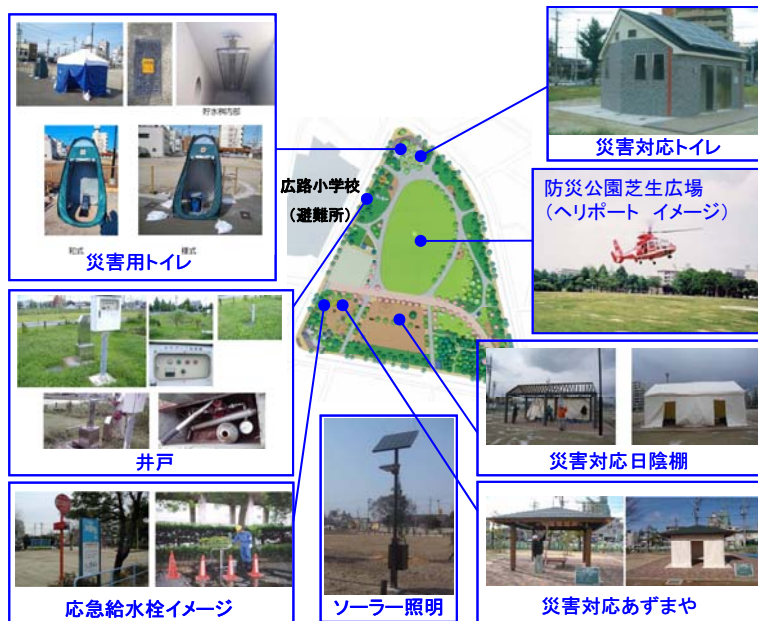 貯水桝内部
和式
様式
災害用トイレ
災害対応トイレ
広路小学校
(避難所)
防災公園芝生広場
(ヘリポート イメージ)
井戸
災害対応日陰棚
応急給水栓イメージ
ソーラー照明
災害対応あずまや